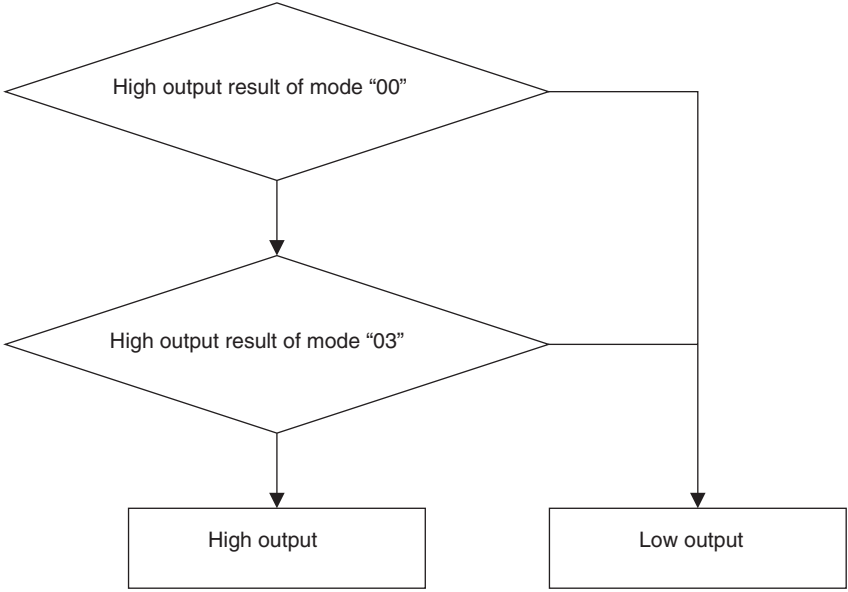 High output result of mode “00”
High output result of mode “03”
High output
Low output